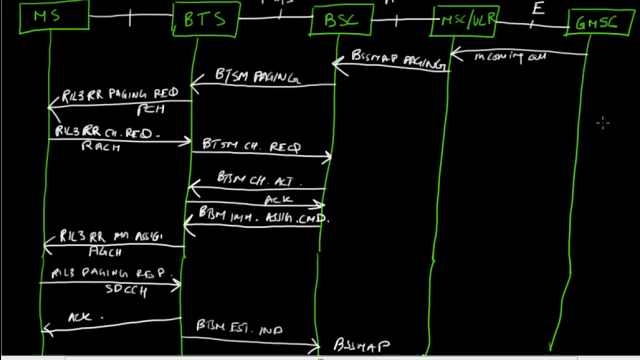 E
MS BTS BSC MSC/VLR GMSC
incoming call
BSSMAP PAGING
BTSM PAGING
RIL3 RR PAGING REQ
PCH
RIL3 RR CH. REQ.
RACH
BTSM CH. REQ
BTSM CH. ACT.
ACK
BTSM IMM. ASSIG. CMD.
RIL3 RR IM ASSIG.
AGCH
RIL3 PAGING RESP.
SDCCH
ACK.
BTSM EST. IND
BSSMAP